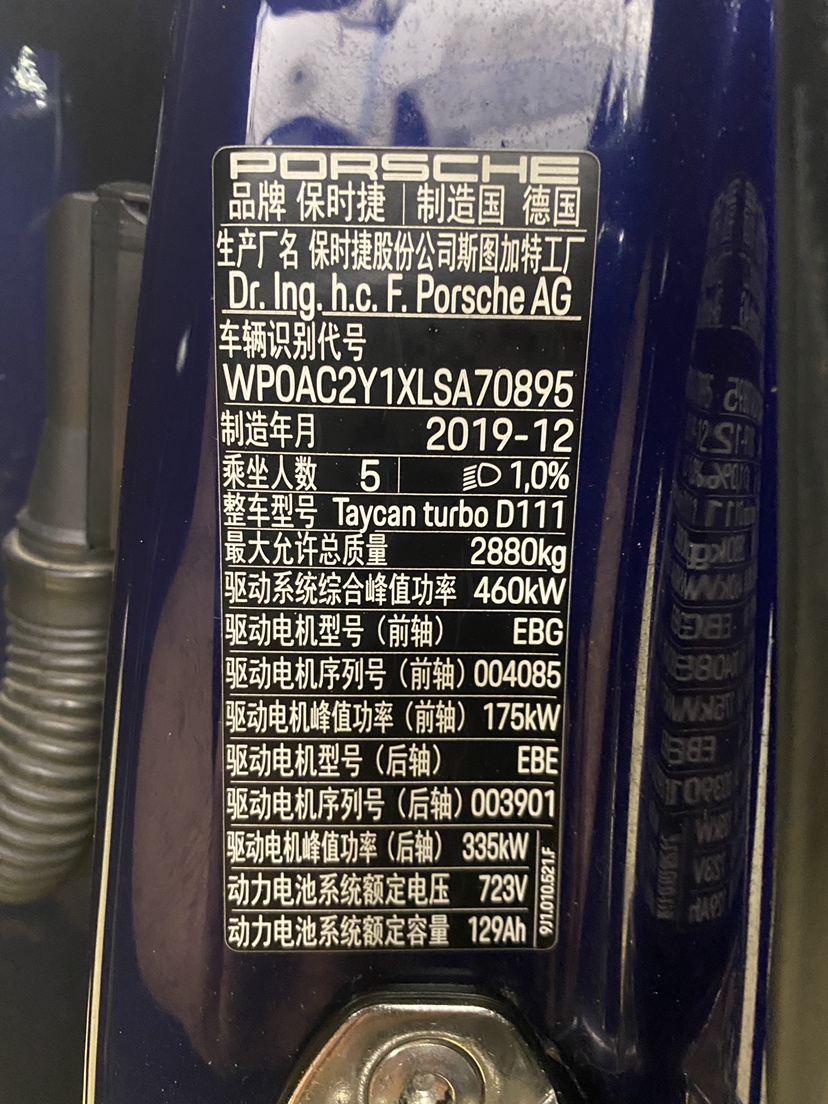 PORSCHE
品牌 保时捷 制造国 德国
生产厂名 保时捷股份公司斯图加特工厂
Dr. Ing. h.c. F. Porsche AG
车辆识别代号
WP0AC2Y1XLSA70895
制造年月 2019-12
乘坐人数 5 1,0%
整车型号 Taycan turbo D111
最大允许总质量 2880kg
驱动系统综合峰值功率 460kW
驱动电机型号（前轴） EBG
驱动电机序列号（前轴）004085
驱动电机峰值功率（前轴）175kW
驱动电机型号（后轴） EBE
驱动电机序列号（后轴）003901
驱动电机峰值功率（后轴） 335kW
动力电池系统额定电压 723V
动力电池系统额定容量 129Ah
9J1.010.521.F